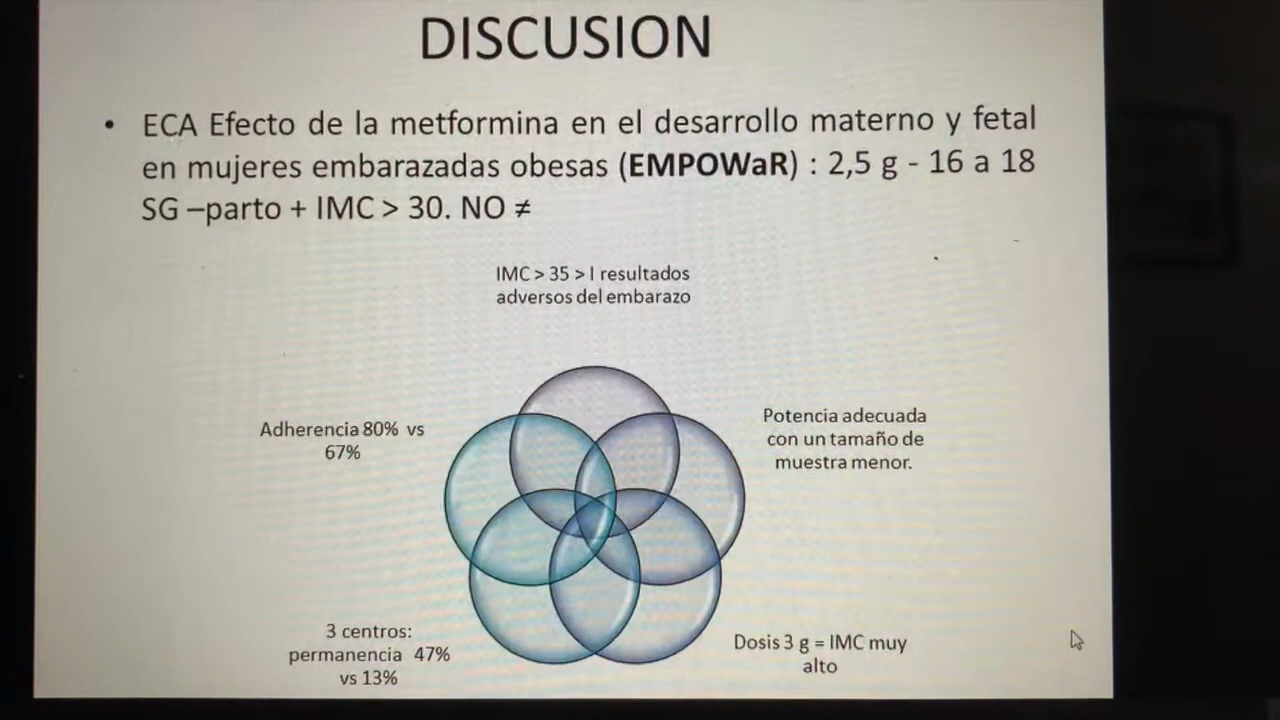 DISCUSION
• ECA Efecto de la metformina en el desarrollo materno y fetal
en mujeres embarazadas obesas (EMPOWaR) : 2,5 g - 16 a 18
SG –parto + IMC > 30. NO ≠
IMC > 35 > I resultados
adversos del embarazo
Adherencia 80% vs
67%
Potencia adecuada
con un tamaño de
muestra menor.
3 centros:
permanencia 47%
vs 13%
Dosis 3 g = IMC muy
alto